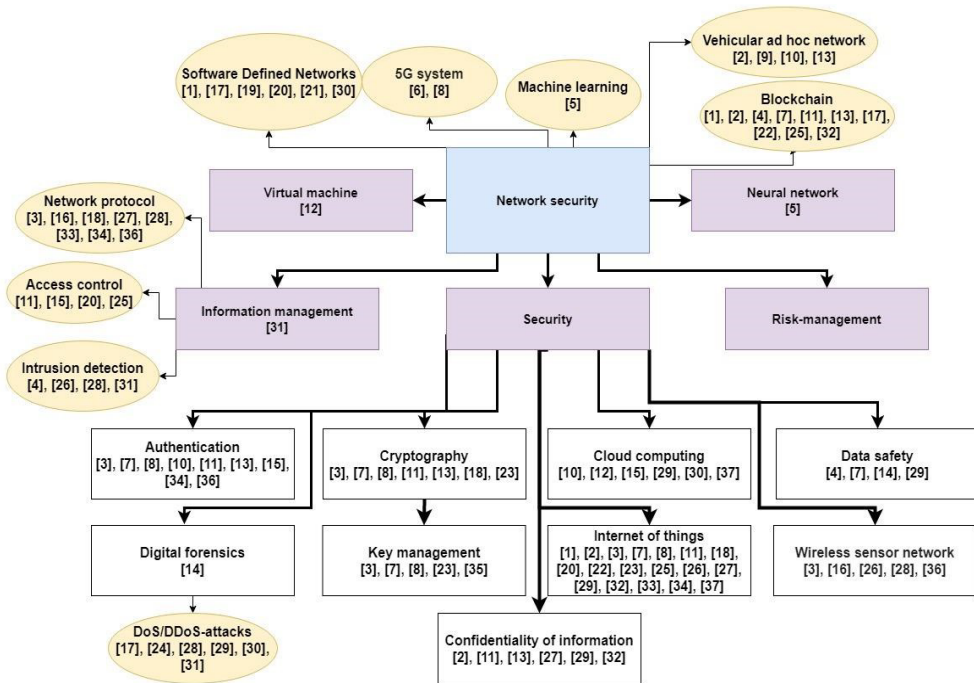 Vehicular ad hoc network
[2], [9], [10], [13]
Software Defined Networks
[1], [17], [19], [20], [21], [30]
5G system
[6], [8]
Machine learning
[5]
Blockchain
[1], [2], [4], [7], [11], [13], [17],
[22], [25], [32]
Virtual machine
[12]
Network security
Neural network
[5]
Network protocol
[3], [16], [18], [27], [28],
[33], [34], [36]
Access control
[11], [15], [20], [25]
Information management
[31]
Security
Risk-management
Intrusion detection
[4], [26], [28], [31]
Authentication
[3], [7], [8], [10], [11], [13], [15],
[34], [36]
Cryptography
[3], [7], [8], [11], [13], [18], [23]
Cloud computing
[10], [12], [15], [29], [30], [37]
Data safety
[4], [7], [14], [29]
Digital forensics
[14]
Key management
[3], [7], [8], [23], [35]
Internet of things
[1], [2], [3], [7], [8], [11], [18],
[20], [22], [23], [25], [26], [27],
[29], [32], [33], [34], [37]
Wireless sensor network
[3], [16], [26], [28], [36]
DoS/DDoS-attacks
[17], [24], [28], [29], [30],
[31]
Confidentiality of information
[2], [11], [13], [27], [29], [32]